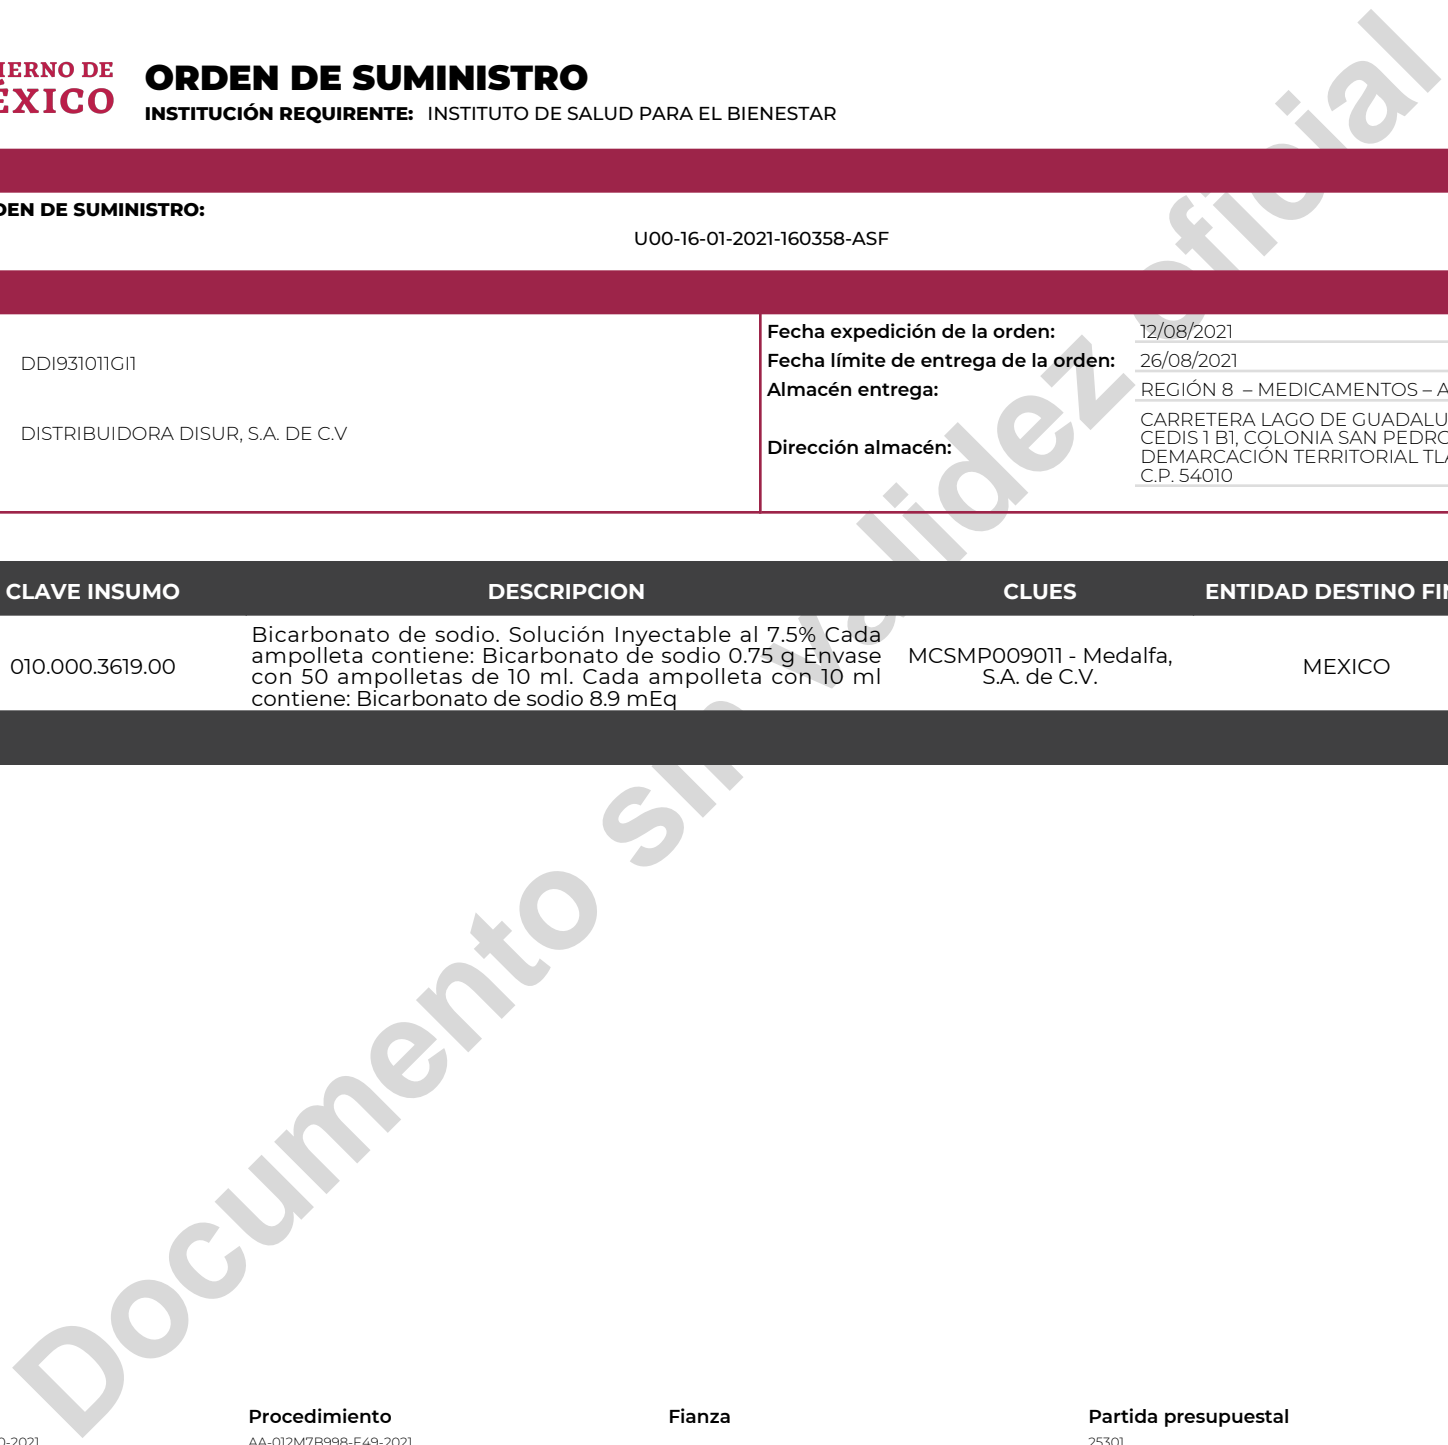 ORDEN DE SUMINISTRO
INSTITUCIÓN REQUIRENTE: INSTITUTO DE SALUD PARA EL BIENESTAR
DE
DE SUMINISTRO:
U00-16-01-2021-160358-ASF
DDI931011GI1
DISTRIBUIDORA DISUR, S.A. DE C.V
Fecha expedición de la orden: 12/08/2021
Fecha límite de entrega de la orden: 26/08/2021
Almacén entrega: REGIÓN 8 – MEDICAMENTOS –
Dirección almacén: CARRETERA LAGO DE
CEDIS 1 B1, COLONIA SAN PEDRO
DEMARCACIÓN TERRITORIAL
C.P. 54010
CLAVE INSUMO DESCRIPCION CLUES ENTIDAD DESTINO
010.000.3619.00
Bicarbonato de sodio. Solución Inyectable al 7.5% Cada
ampolleta contiene: Bicarbonato de sodio 0.75 g Envase
con 50 ampolletas de 10 ml. Cada ampolleta con 10 ml
contiene: Bicarbonato de sodio 8.9 mEq
MCSMP009011 - Medalfa,
S.A. de C.V.
MEXICO
Documento sin validez oficial
Procedimiento Fianza Partida presupuestal
AA-012M7B998-E49-2021 25301